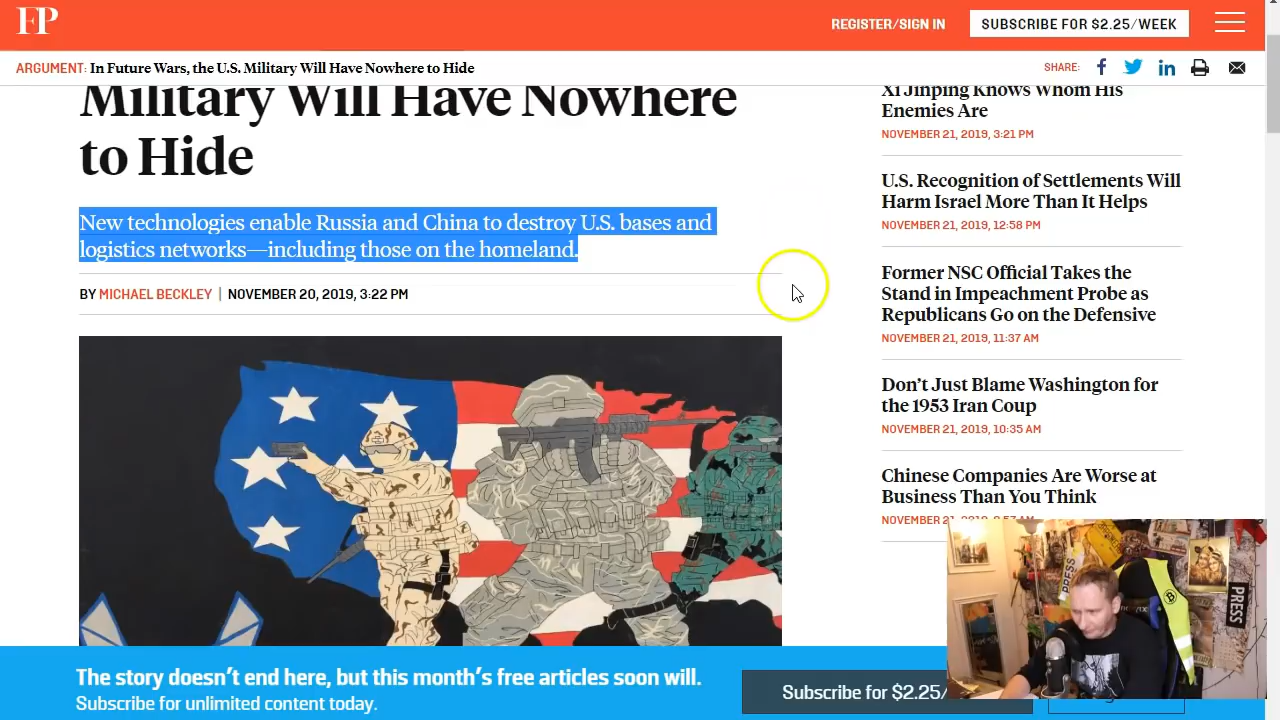 FP
REGISTER/SIGN IN
SUBSCRIBE FOR $2.25/WEEK
ARGUMENT: In Future Wars, the U.S. Military Will Have Nowhere to Hide
SHARE:
Military Will Have Nowhere
to Hide
New technologies enable Russia and China to destroy U.S. bases and
logistics networks—including those on the homeland.
BY MICHAEL BECKLEY | NOVEMBER 20, 2019, 3:22 PM
Xi Jinping Knows Whom His
Enemies Are
NOVEMBER 21, 2019, 3:21 PM
U.S. Recognition of Settlements Will
Harm Israel More Than It Helps
NOVEMBER 21, 2019, 12:58 PM
Former NSC Official Takes the
Stand in Impeachment Probe as
Republicans Go on the Defensive
NOVEMBER 21, 2019, 11:37 AM
Don't Just Blame Washington for
the 1953 Iran Coup
NOVEMBER 21, 2019, 10:35 AM
Chinese Companies Are Worse at
Business Than You Think
NOVEMBER
PRESS
PRESS
The story doesn't end here, but this month's free articles soon will.
Subscribe for unlimited content today.
Subscribe for $2.25/